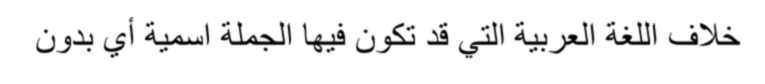 خلاف اللغة العربية التي قد تكون فيها الجملة اسمية أي بدون